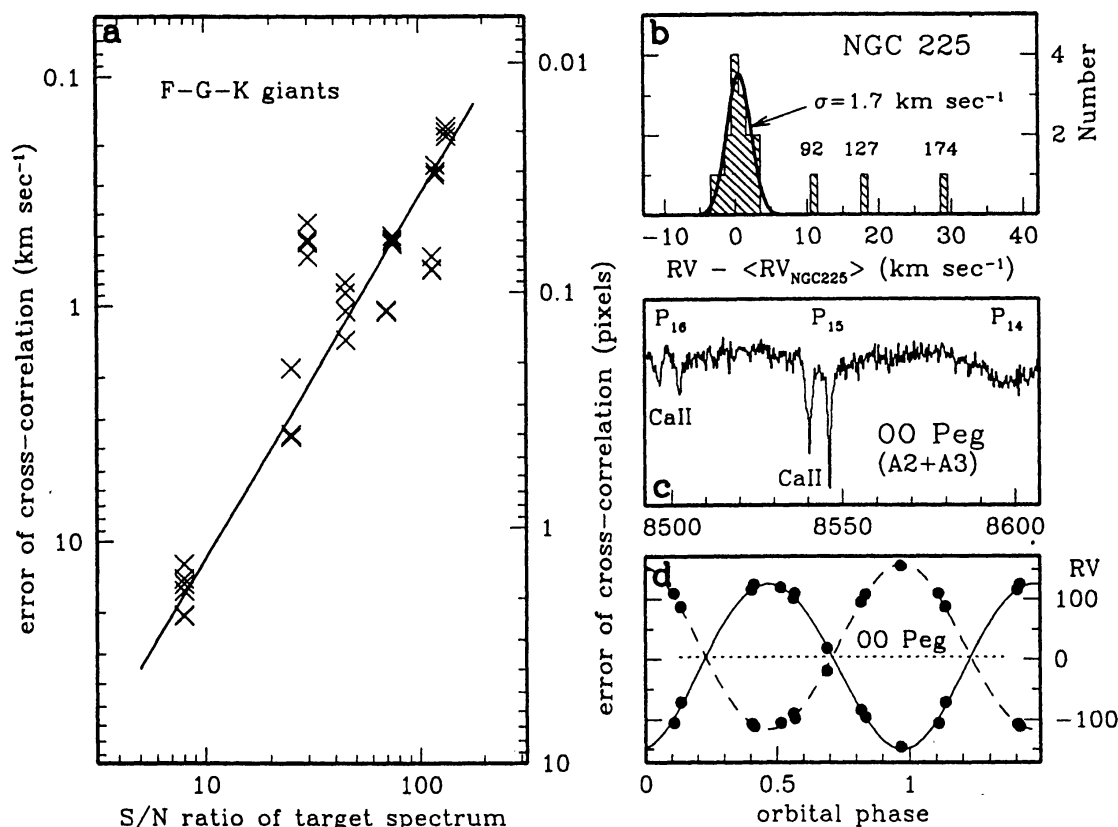 a
F-G-K giants
0.1
1
10
error of cross-correlation (km sec⁻¹)
0.01
0.1
1
10
error of cross-correlation (pixels)
10
100
S/N ratio of target spectrum
b
NGC 225
σ=1.7 km sec⁻¹
92
127
174
4
2
Number
-10
0
10
20
30
40
RV - <RV_NGC225> (km sec⁻¹)
P₁₆
P₁₅
P₁₄
CaII
CaII
OO Peg
(A2+A3)
c
8500
8550
8600
d
RV
100
0
-100
OO Peg
0
0.5
1
orbital phase